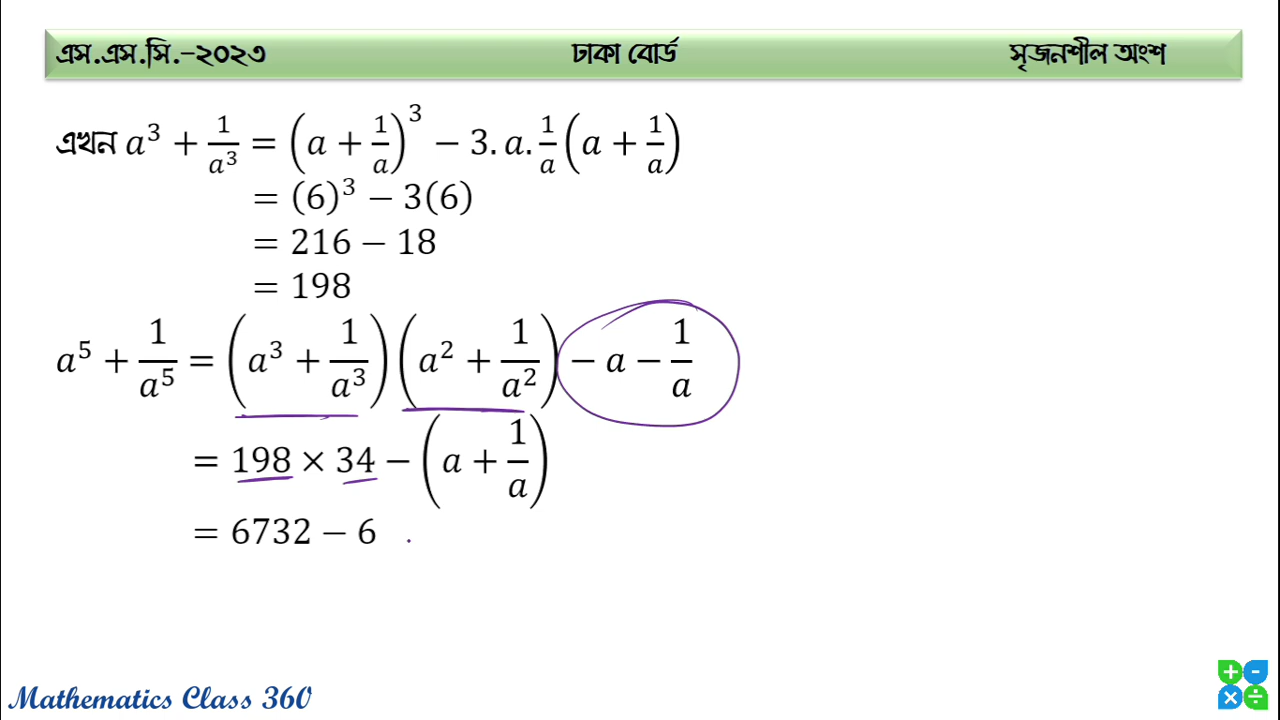 এস.এস.সি.-২০২৩ ঢাকা বোর্ড সৃজনশীল অংশ
এখন a³ + 1/a³ = (a + 1/a)³ − 3. a. 1/a (a + 1/a)
= (6)³ − 3(6)
= 216 − 18
= 198
a⁵ + 1/a⁵ = (a³ + 1/a³)(a² + 1/a²) − a − 1/a
= 198 × 34 − (a + 1/a)
= 6732 − 6
Mathematics Class 360